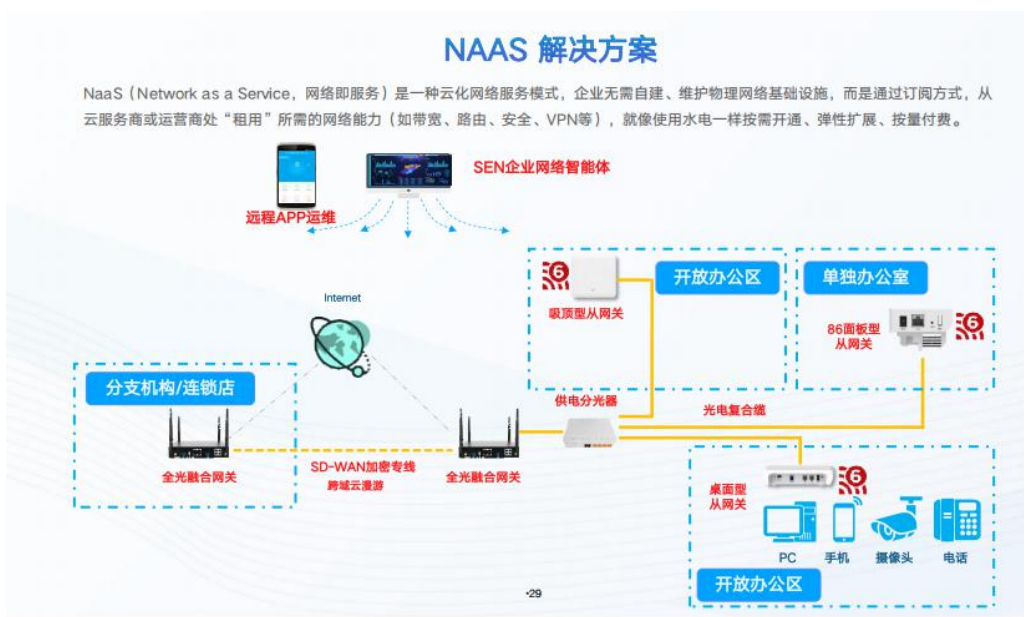 NAAS 解决方案
NaaS（Network as a Service，网络即服务）是一种云化网络服务模式，企业无需自建、维护物理网络基础设施，而是通过订阅方式，从
云服务商或运营商处“租用”所需的网络能力（如带宽、路由、安全、VPN等），就像使用水电一样按需开通、弹性扩展、按量付费。
SEN企业网络智能体
远程APP运维
开放办公区
单独办公室
6
吸顶型从网关
6
86面板型
从网关
Internet
分支机构/连锁店
供电分光器
光电复合缆
全光融合网关
SD-WAN加密专线
跨域云漫游
全光融合网关
6
桌面型
从网关
PC
手机
摄像头
电话
开放办公区
·29